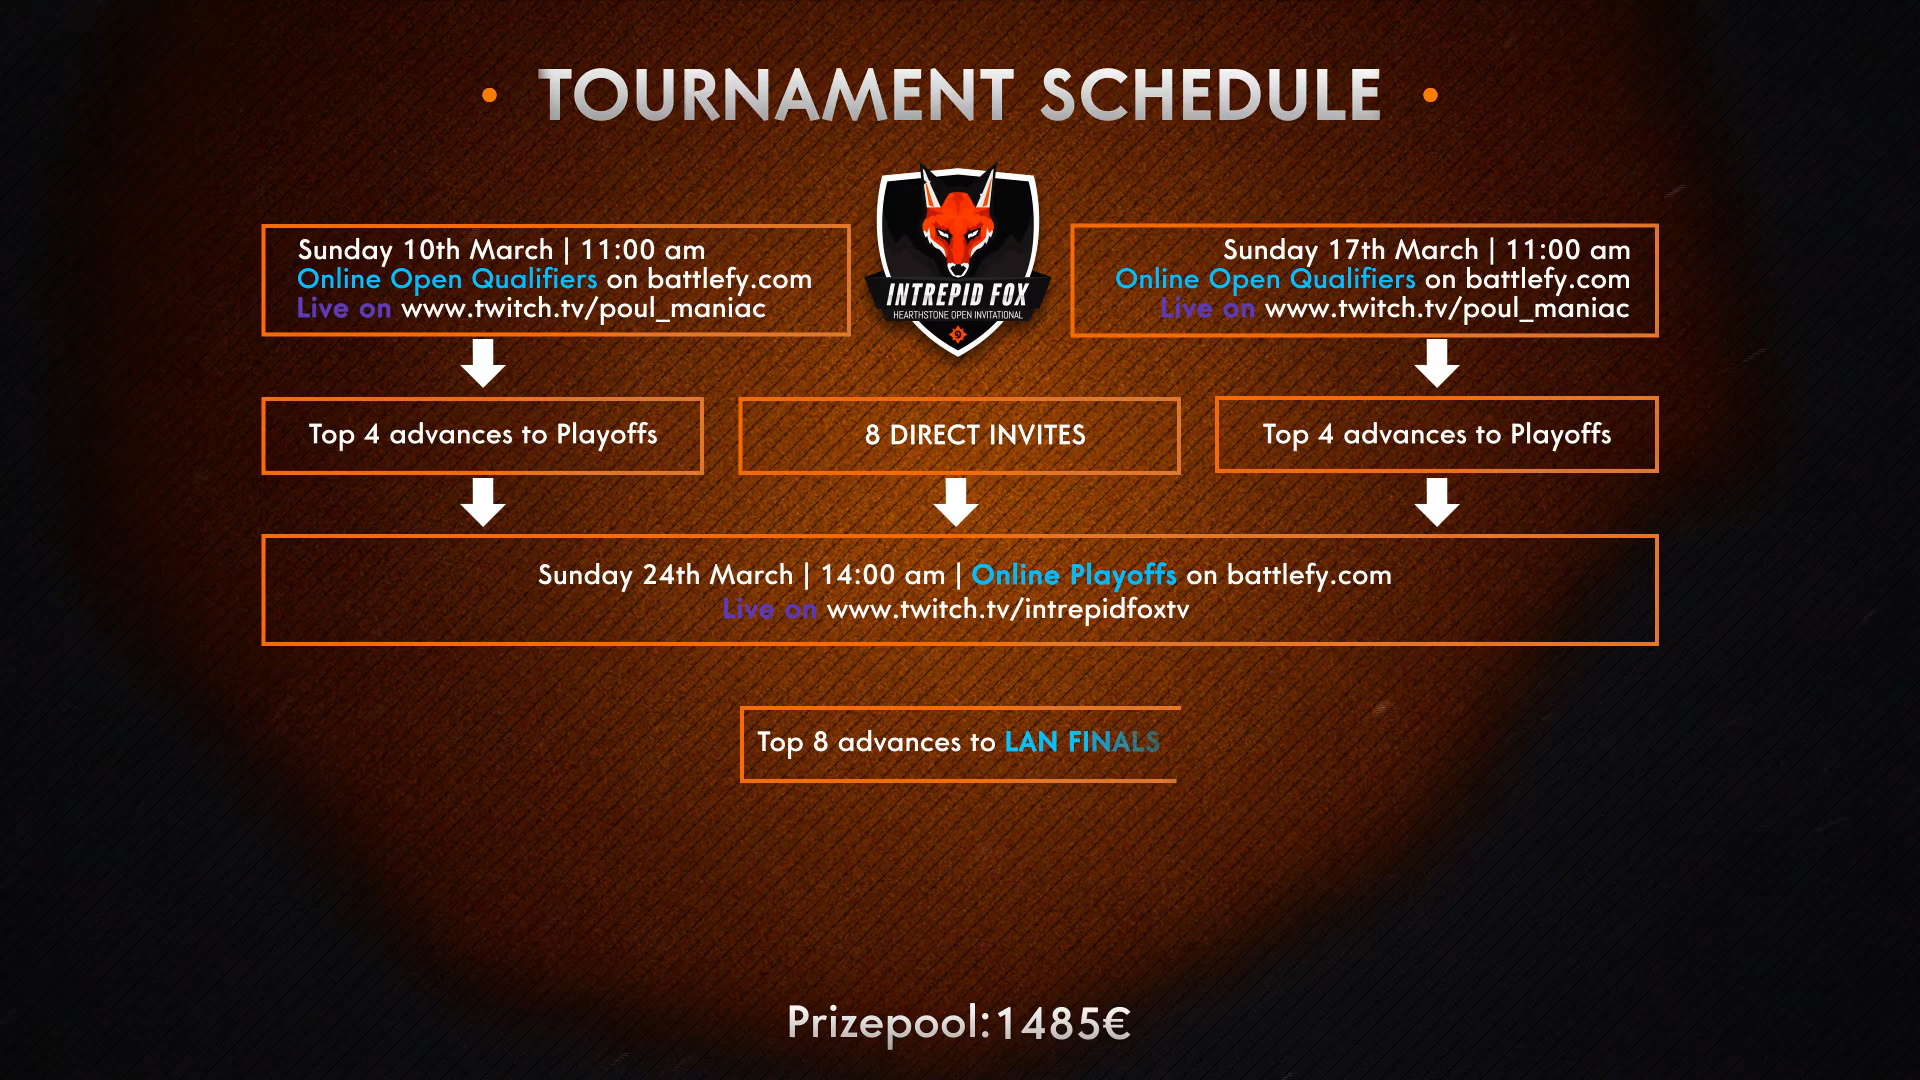 TOURNAMENT SCHEDULE
Sunday 10th March | 11:00 am
Online Open Qualifiers on battlefy.com
Live on www.twitch.tv/poul_maniac
INTREPID FOX
HEARTHSTONE OPEN INVITATIONAL
Sunday 17th March | 11:00 am
Online Open Qualifiers on battlefy.com
Live on www.twitch.tv/poul_maniac
Top 4 advances to Playoffs
8 DIRECT INVITES
Top 4 advances to Playoffs
Sunday 24th March | 14:00 am | Online Playoffs on battlefy.com
Live on www.twitch.tv/intrepidfoxtv
Top 8 advances to LAN FINALS
Prizepool:1485€